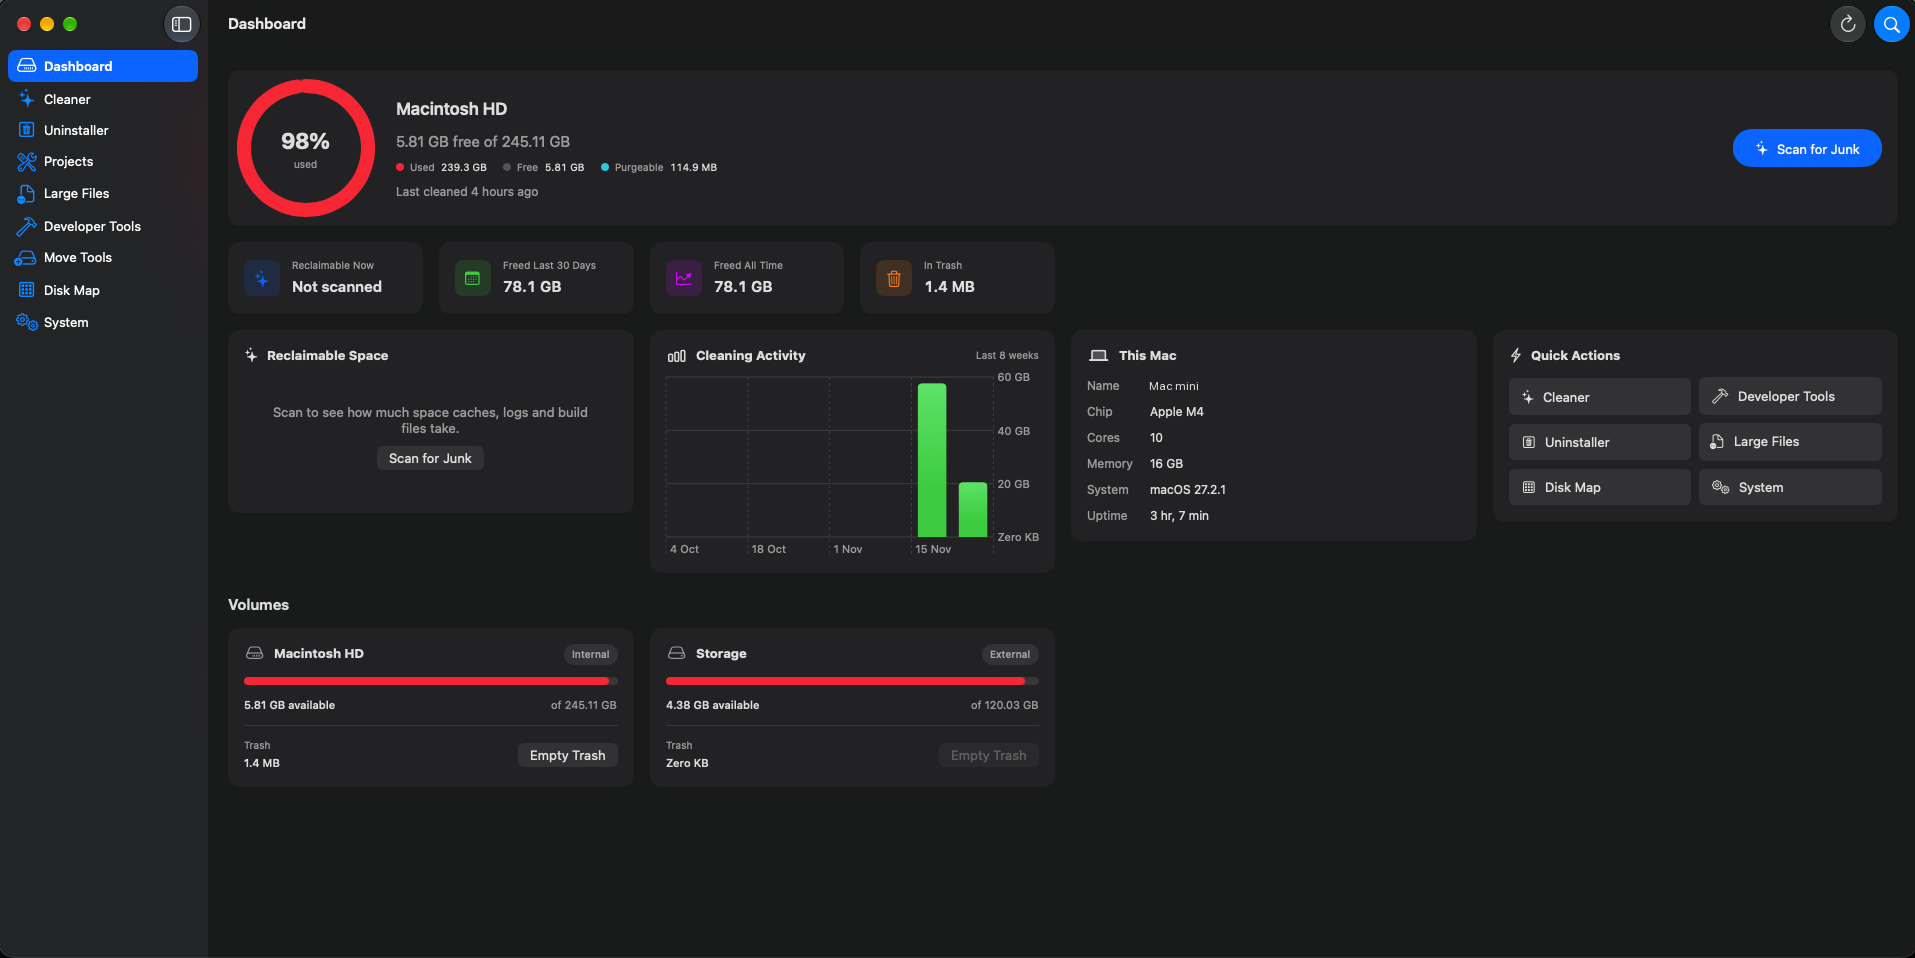 Dashboard
Dashboard
Cleaner
Uninstaller
Projects
Large Files
Developer Tools
Move Tools
Disk Map
System
98%
used
Macintosh HD
5.81 GB free of 245.11 GB
Used 239.3 GB Free 5.81 GB Purgeable 114.9 MB
Last cleaned 4 hours ago
Scan for Junk
Reclaimable Now
Not scanned
Freed Last 30 Days
78.1 GB
Freed All Time
78.1 GB
In Trash
1.4 MB
Reclaimable Space
Scan to see how much space caches, logs and build
files take.
Scan for Junk
Cleaning Activity
Last 8 weeks
60 GB
40 GB
20 GB
Zero KB
4 Oct
18 Oct
1 Nov
15 Nov
This Mac
Name Mac mini
Chip Apple M4
Cores 10
Memory 16 GB
System macOS 27.2.1
Uptime 3 hr, 7 min
Quick Actions
Cleaner
Developer Tools
Uninstaller
Large Files
Disk Map
System
Volumes
Macintosh HD
Internal
5.81 GB available
of 245.11 GB
Trash
1.4 MB
Empty Trash
Storage
External
4.38 GB available
of 120.03 GB
Trash
Zero KB
Empty Trash